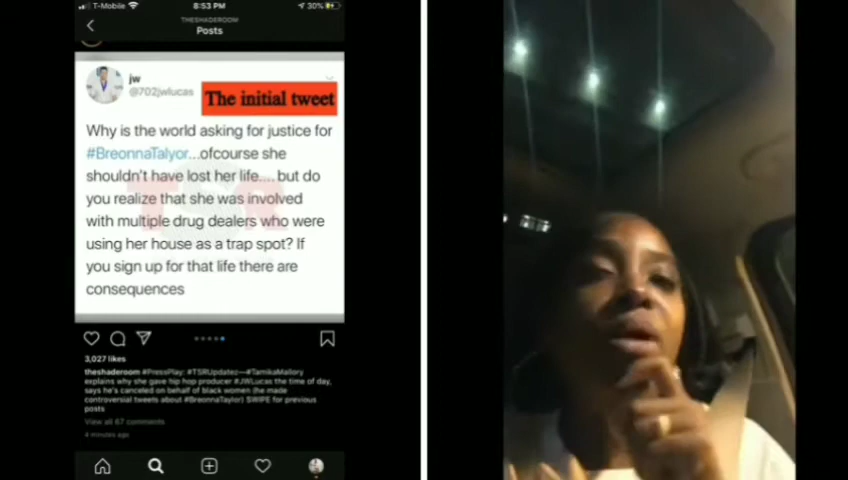 T-Mobile 8:53 PM 30%
THESHADEROOM
Posts
jw
@702jwlucas
The initial tweet
Why is the world asking for justice for
#BreonnaTalyor...ofcourse she
shouldn't have lost her life.... but do
you realize that she was involved
with multiple drug dealers who were
using her house as a trap spot? If
you sign up for that life there are
consequences
TSR
3,027 likes
theshaderoom #PressPlay: #TSRUpdatez—#TamikaMallory
explains why she gave hip hop producer #JWLucas the time of day,
says he's canceled on behalf of black women (he made
controversial tweets about #BreonnaTaylor) SWIPE for previous
posts
View all 67 comments
4 minutes ago